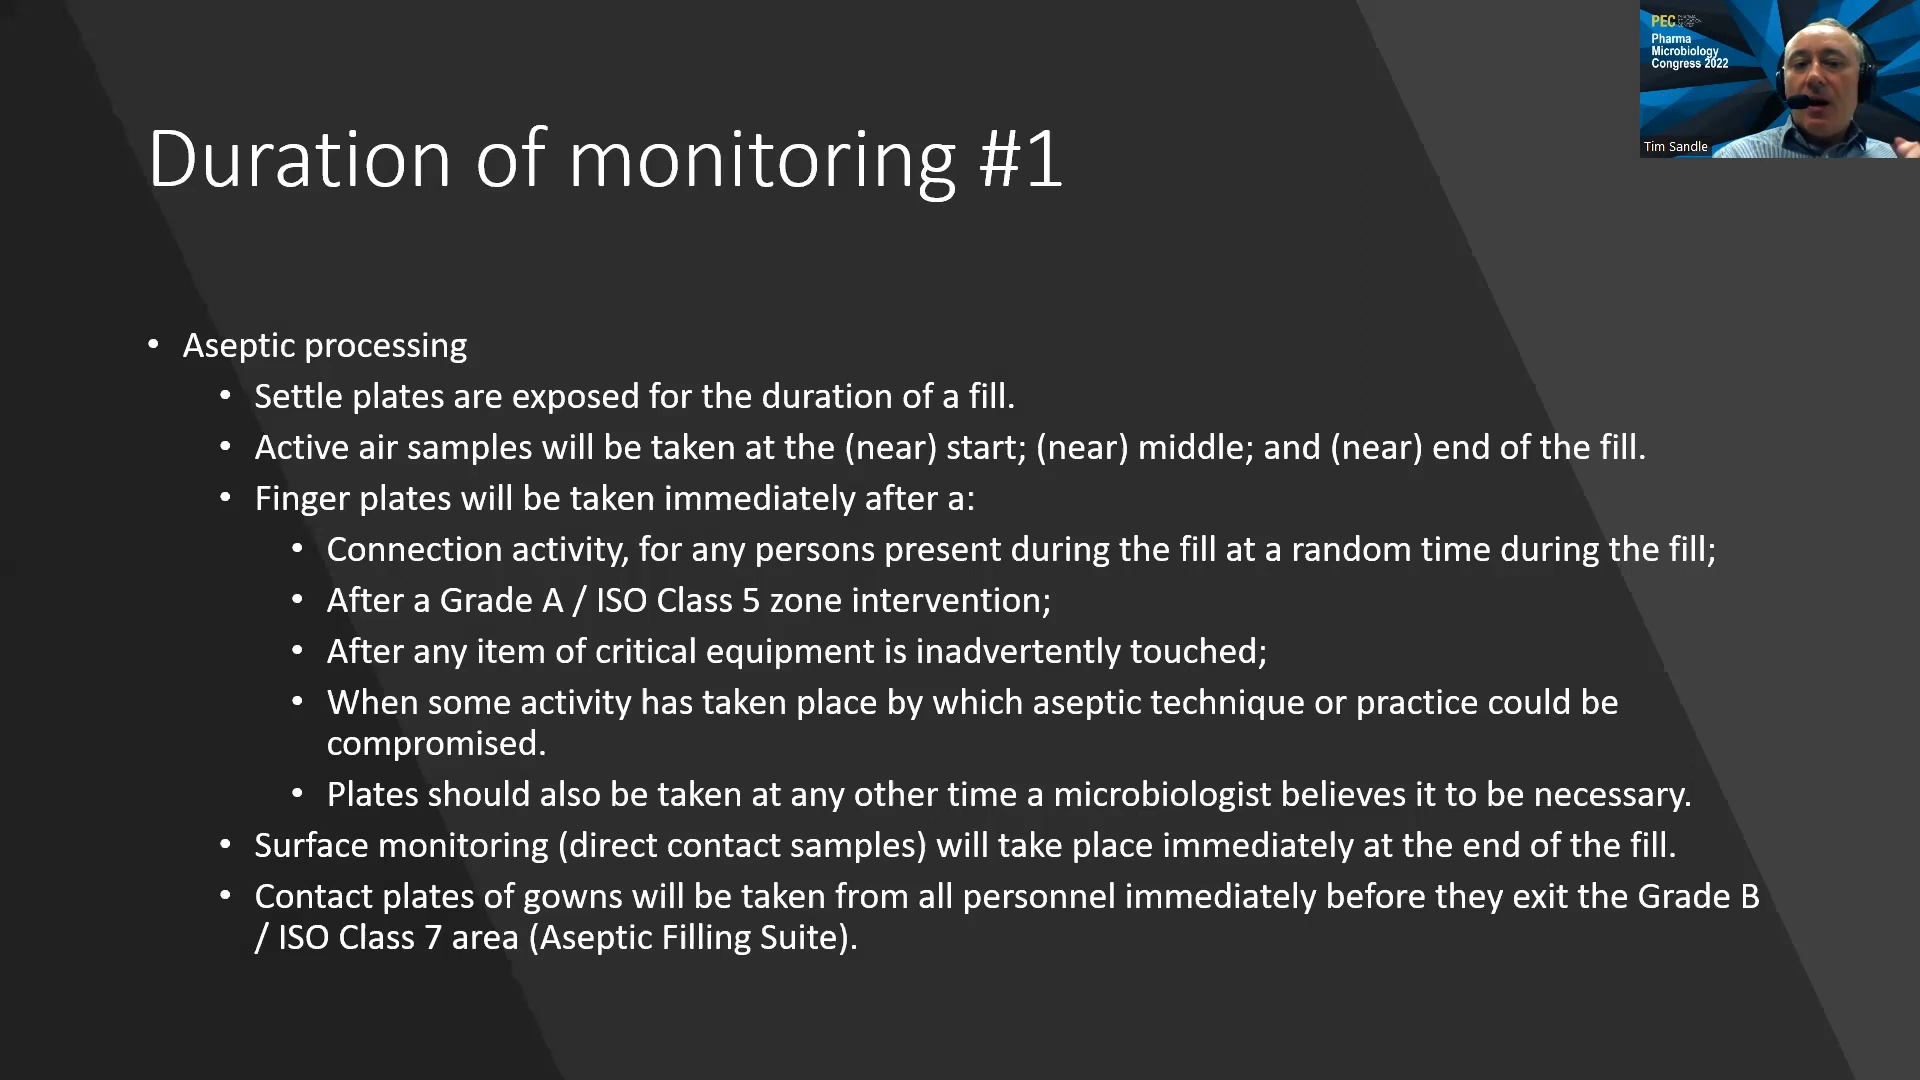 PEC
Pharma
Microbiology
Congress 2022
Tim Sandle
Duration of monitoring #1
• Aseptic processing
• Settle plates are exposed for the duration of a fill.
• Active air samples will be taken at the (near) start; (near) middle; and (near) end of the fill.
• Finger plates will be taken immediately after a:
• Connection activity, for any persons present during the fill at a random time during the fill;
• After a Grade A / ISO Class 5 zone intervention;
• After any item of critical equipment is inadvertently touched;
• When some activity has taken place by which aseptic technique or practice could be
compromised.
• Plates should also be taken at any other time a microbiologist believes it to be necessary.
• Surface monitoring (direct contact samples) will take place immediately at the end of the fill.
• Contact plates of gowns will be taken from all personnel immediately before they exit the Grade B
/ ISO Class 7 area (Aseptic Filling Suite).